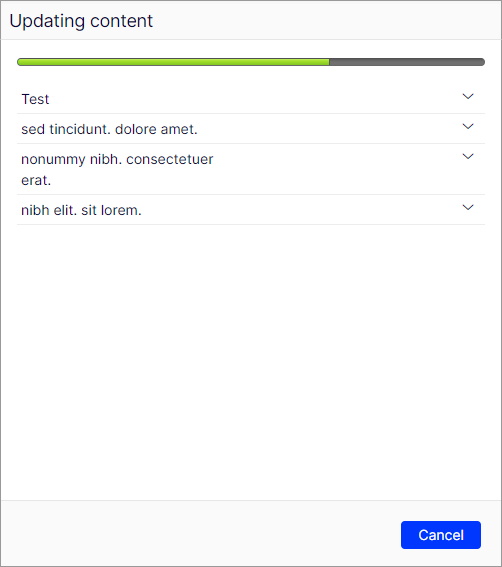 Updating content
Test
sed tincidunt. dolore amet.
nonummy nibh. consectetuer
erat.
nibh elit. sit lorem.
Cancel